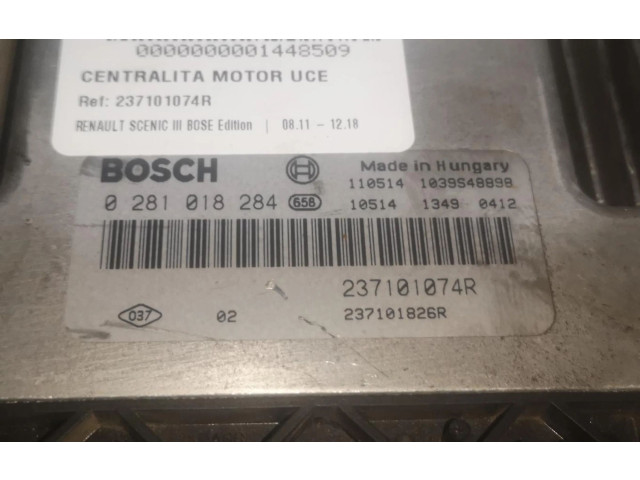 0000000001448509
CENTRALITA MOTOR UCE
Ref: 237101074R
RENAULT SCENIC III BOSE Edition | 08.11 - 12.18
BOSCH Made in Hungary
110514 1039S48898
0 281 018 284 658 10514 1349 0412
237101074R
037 02 237101826R